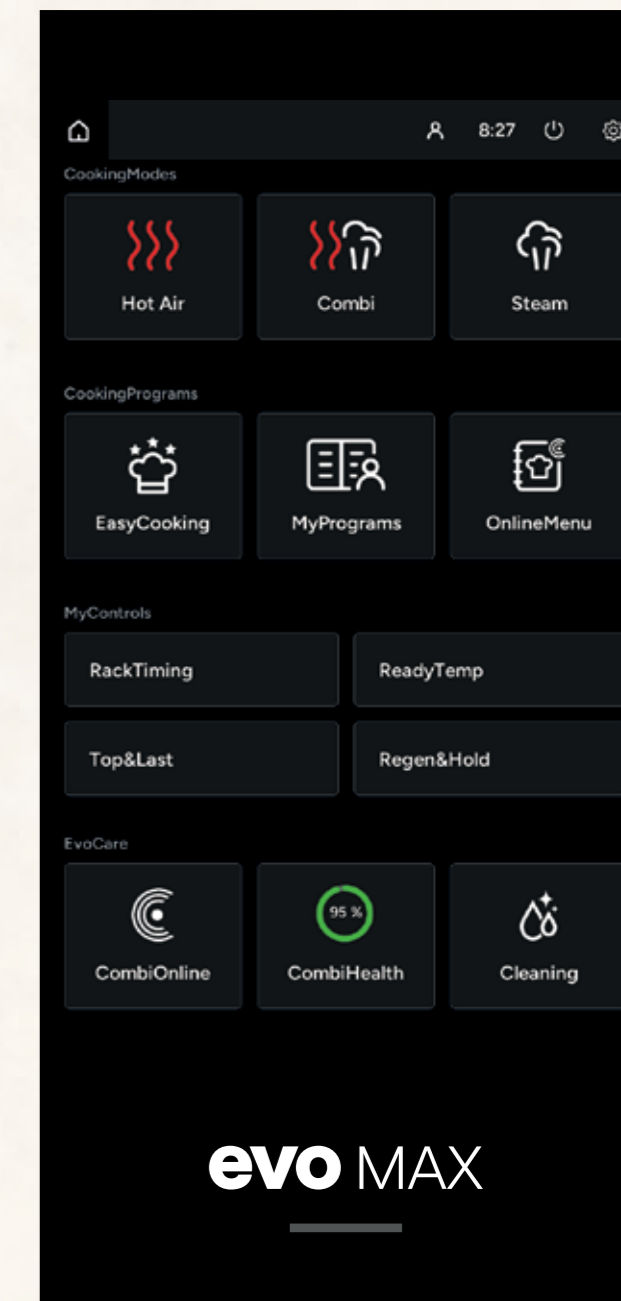 8:27
CookingModes
Hot Air Combi Steam
CookingPrograms
EasyCooking MyPrograms OnlineMenu
MyControls
RackTiming ReadyTemp
Top&Last Regen&Hold
EvoCare
95 %
CombiOnline CombiHealth Cleaning
evo MAX